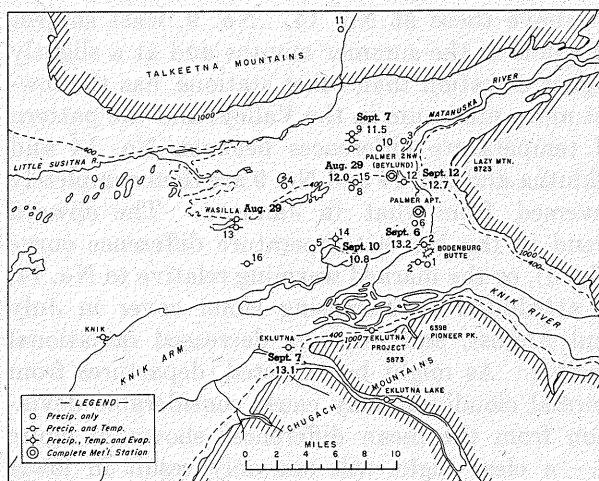 11
TALKEETNA MOUNTAINS
1000
MATANUSKA RIVER
400
Sept. 7
9 11.5
3
10
LITTLE SUSITNA R.
PALMER 2NW
(BEYLUND)
LAZY MTN.
6723
Aug. 29
12.0
15
8
12
Sept. 12
12.7
4
PALMER APT.
WASILLA
Aug. 29
13
6
Sept. 6
13.2
2
14
5
Sept. 10
10.8
BODENBURG
BUTTE
2
16
400
1000
KNIK RIVER
KNIK
KNIK ARM
EKLUTNA
400
1000
EKLUTNA
PROJECT
5873
6398
PIONEER PK.
Sept. 7
13.1
CHUGACH MOUNTAINS
EKLUTNA LAKE
— LEGEND —
Precip. only
Precip. and Temp.
Precip., Temp. and Evap.
Complete Met'l. Station
MILES
0 2 4 6 8 10